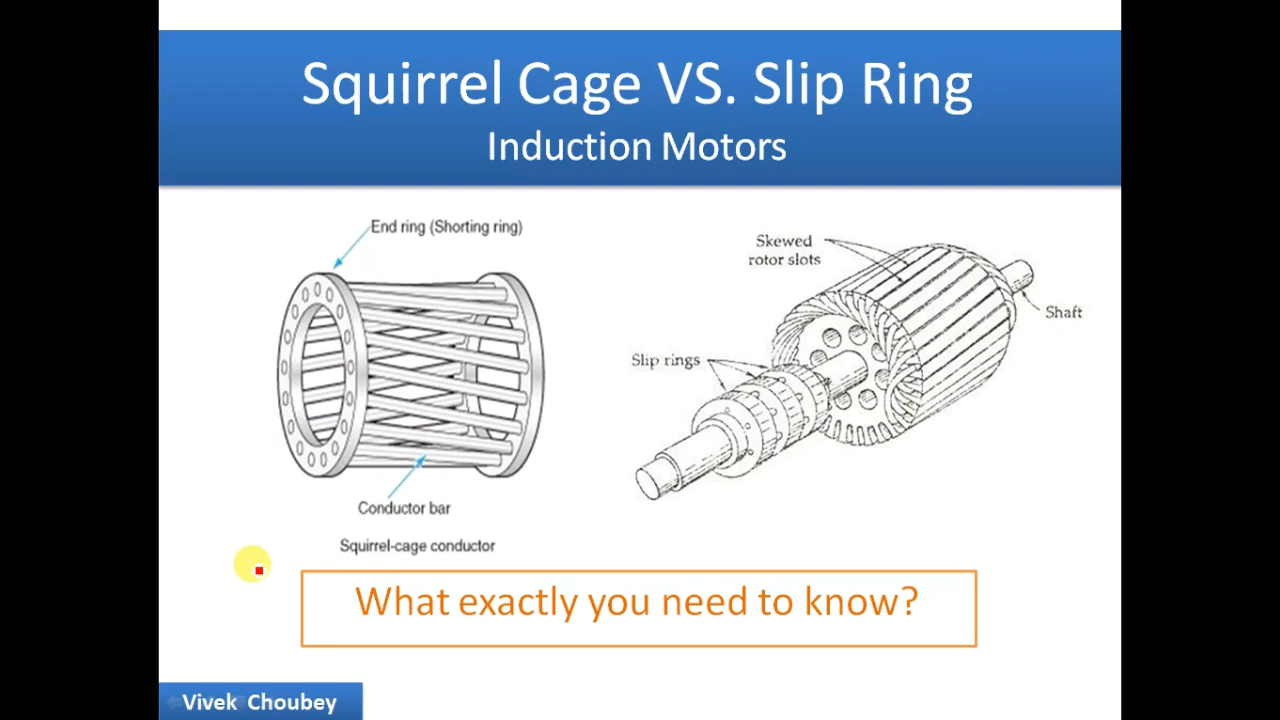 Squirrel Cage VS. Slip Ring
Induction Motors
End ring (Shorting ring)
Conductor bar
Squirrel-cage conductor
Skewed
rotor slots
Shaft
Slip rings
What exactly you need to know?
Vivek Choubey